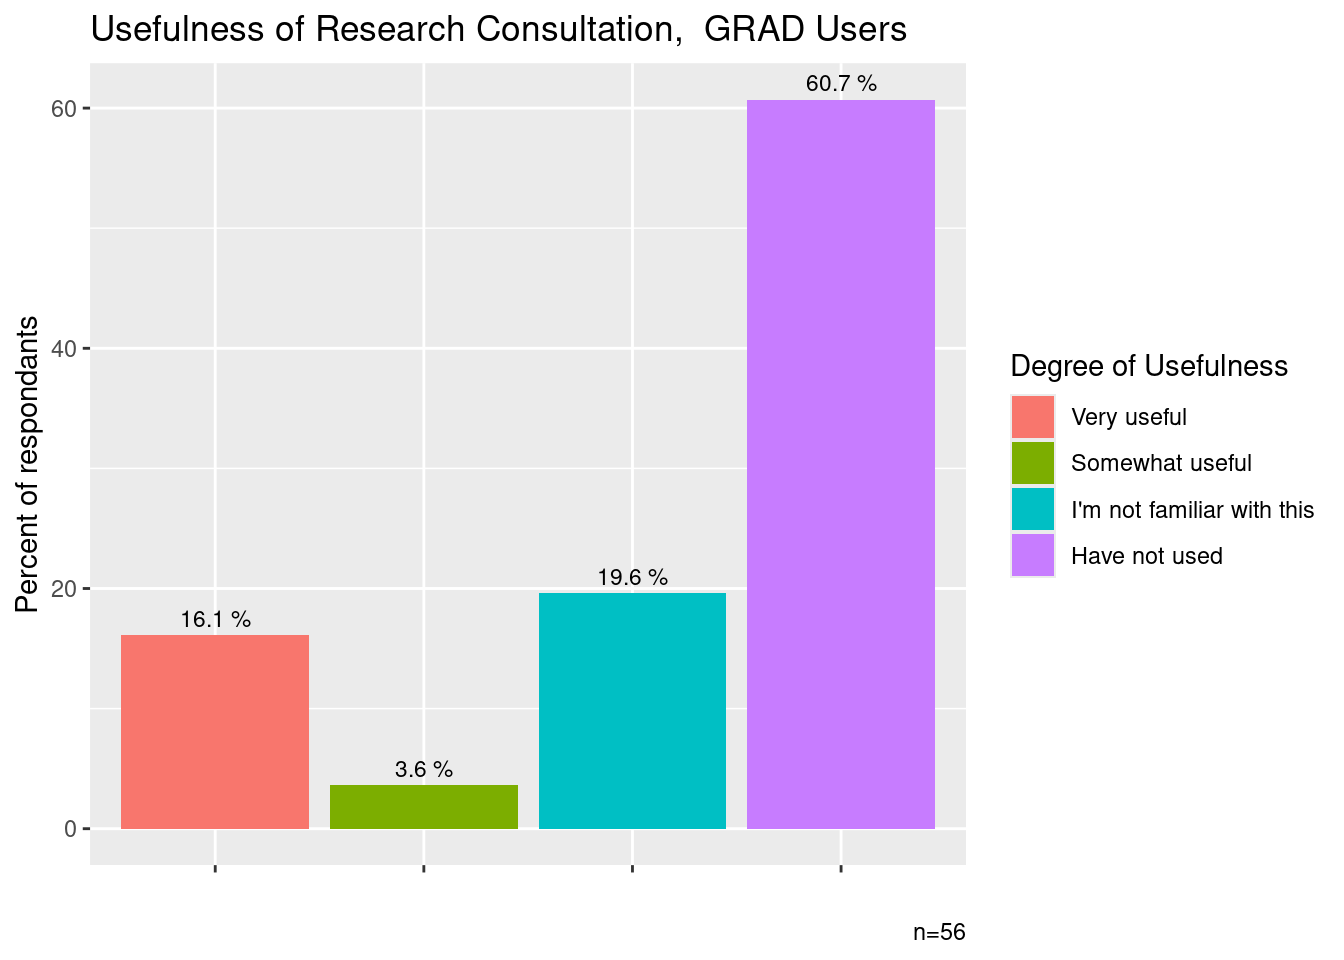 Usefulness of Research Consultation,  GRAD Users
Percent of respondants
60
40
20
0
16.1 %
3.6 %
19.6 %
60.7 %
Degree of Usefulness
Very useful
Somewhat useful
I'm not familiar with this
Have not used
n=56